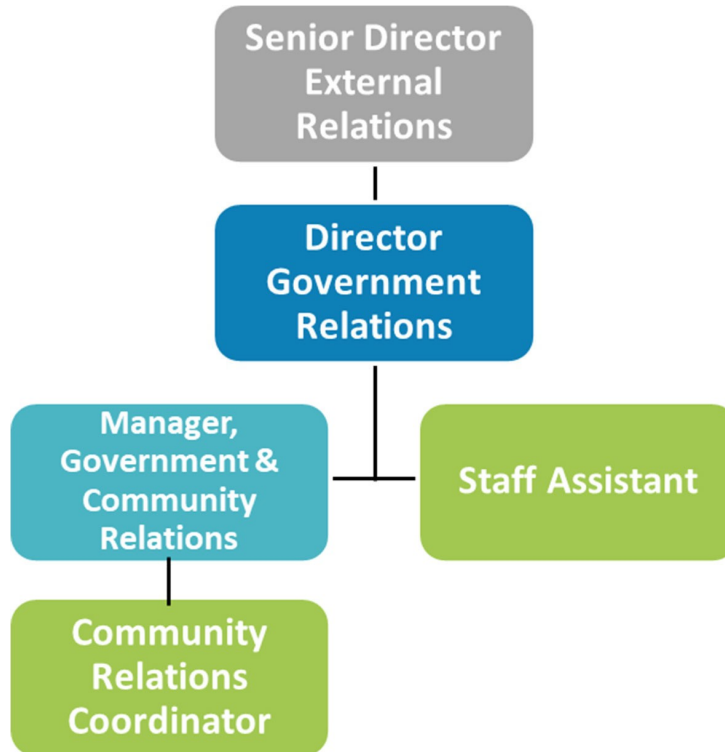 Senior Director
External
Relations
Director
Government
Relations
Manager,
Government &
Community
Relations
Staff Assistant
Community
Relations
Coordinator